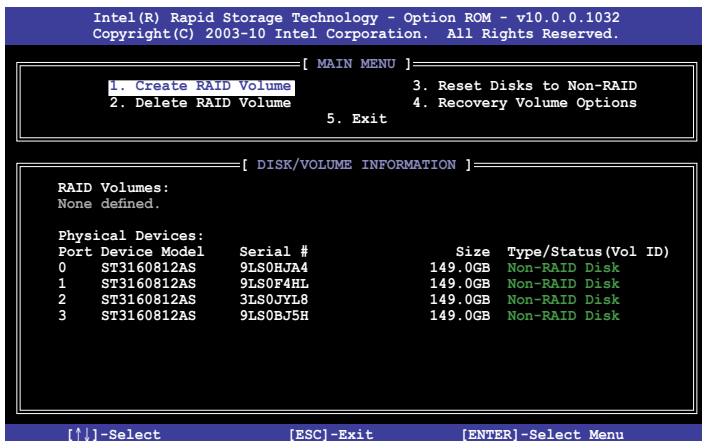 Intel(R) Rapid Storage Technology - Option ROM - v10.0.0.1032
Copyright(C) 2003-10 Intel Corporation. All Rights Reserved.
[ MAIN MENU ]
1. Create RAID Volume 3. Reset Disks to Non-RAID
2. Delete RAID Volume 4. Recovery Volume Options
5. Exit
[ DISK/VOLUME INFORMATION ]
RAID Volumes:
None defined.
Physical Devices:
Port Device Model Serial # Size Type/Status(Vol ID)
0 ST3160812AS 9LS0HJA4 149.0GB Non-RAID Disk
1 ST3160812AS 9LS0F4HL 149.0GB Non-RAID Disk
2 ST3160812AS 3LS0JYL8 149.0GB Non-RAID Disk
3 ST3160812AS 9LS0BJ5H 149.0GB Non-RAID Disk
[↑↓]-Select [ESC]-Exit [ENTER]-Select Menu